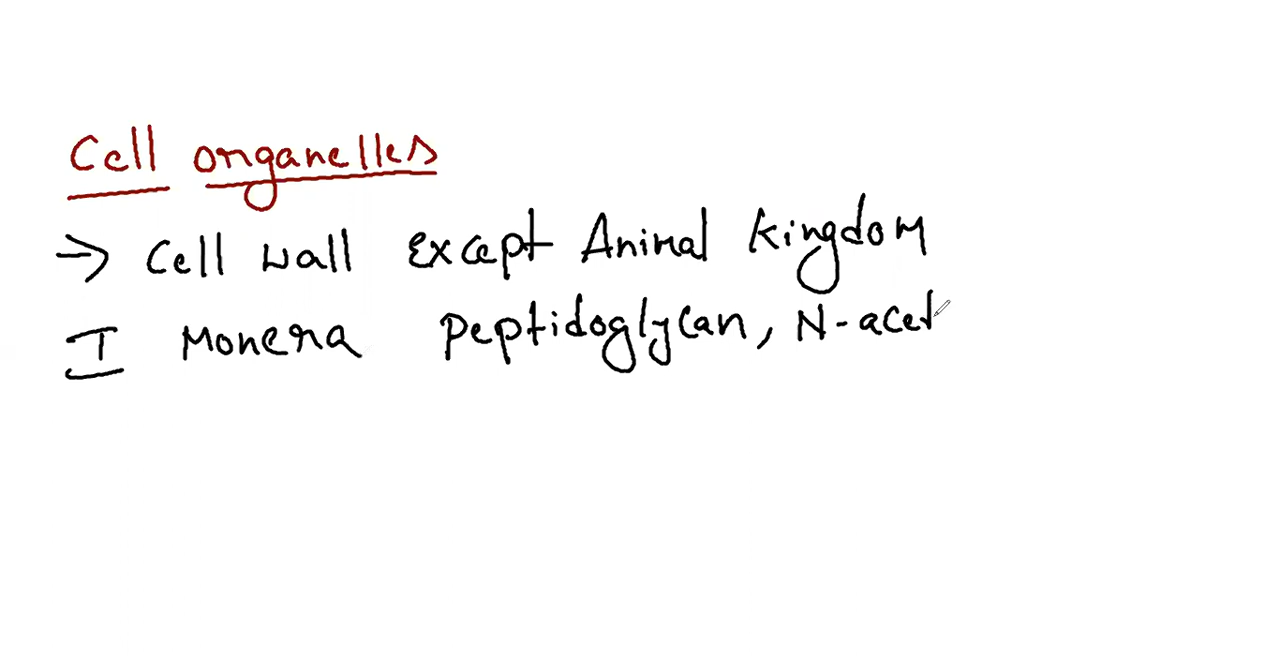 Cell organelles
→ Cell wall Except Animal kingdom
I Monera Peptidoglycan, N-acet